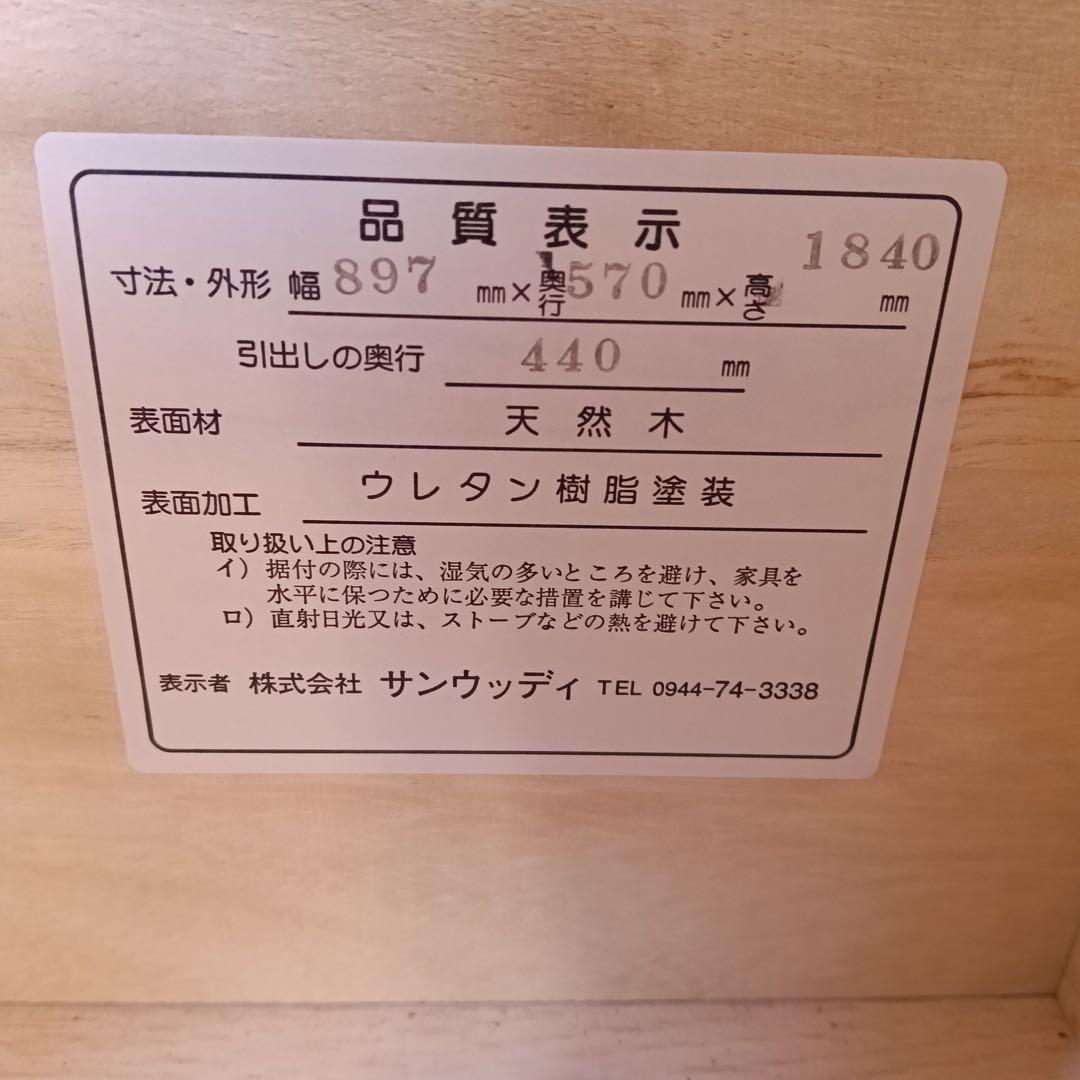 品質表示
寸法・外形 幅 897 mm×奥行 570 mm×高さ 1840 mm
引出しの奥行 440 mm
表面材 天然木
表面加工 ウレタン樹脂塗装
取り扱い上の注意
イ）据付の際には、湿気の多いところを避け、家具を
水平に保つために必要な措置を講じて下さい。
ロ）直射日光又は、ストーブなどの熱を避けて下さい。
表示者 株式会社 サンウッディ TEL 0944-74-3338